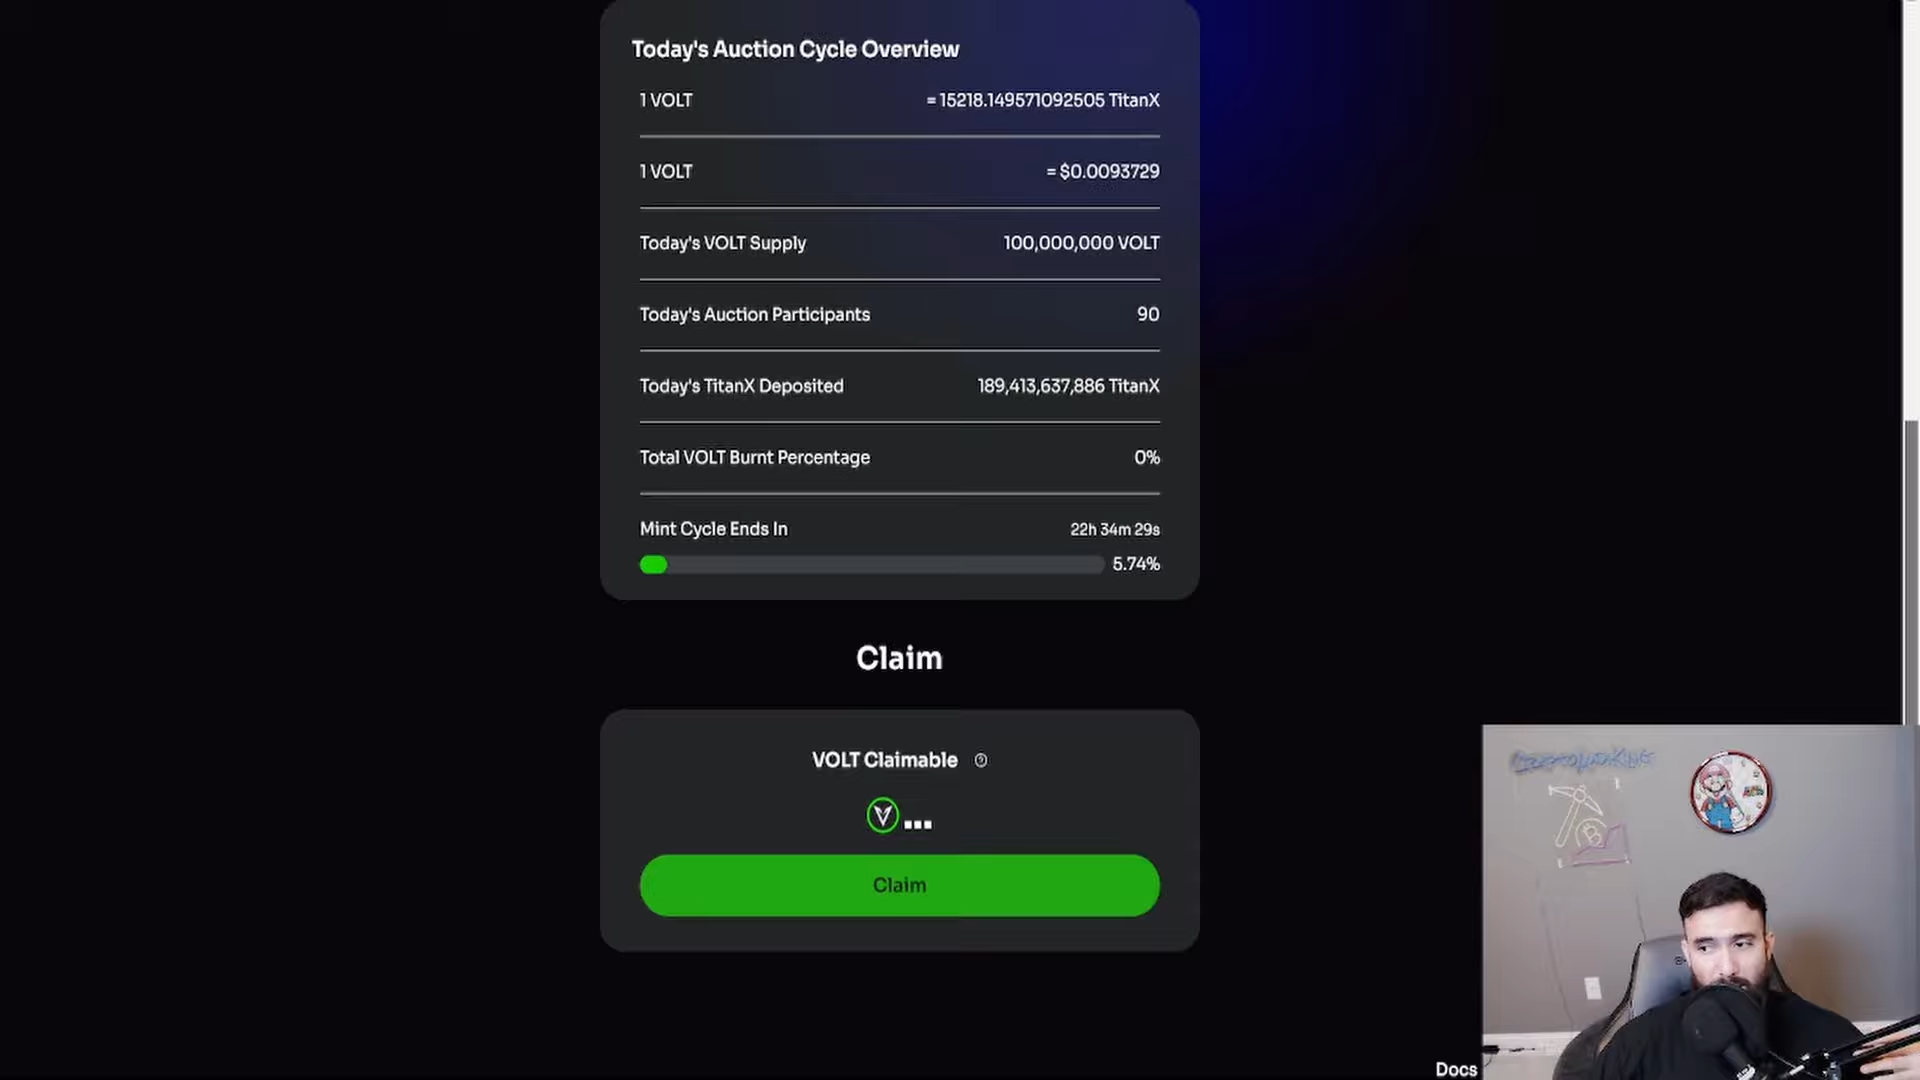 Today's Auction Cycle Overview
1 VOLT = 15218.149571092505 TitanX
1 VOLT = $0.0093729
Today's VOLT Supply 100,000,000 VOLT
Today's Auction Participants 90
Today's TitanX Deposited 189,413,637,886 TitanX
Total VOLT Burnt Percentage 0%
Mint Cycle Ends In 22h 34m 29s
5.74%
Claim
VOLT Claimable
...
Claim
Docs